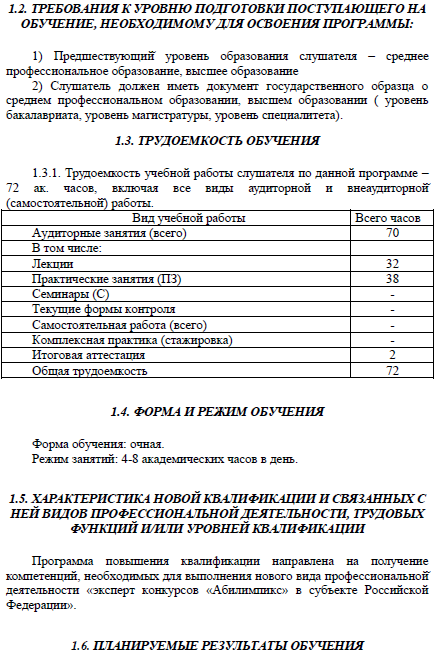 1.2. ТРЕБОВАНИЯ К УРОВНЮ ПОДГОТОВКИ ПОСТУПАЮЩЕГО НА
ОБУЧЕНИЕ, НЕОБХОДИМОМУ ДЛЯ ОСВОЕНИЯ ПРОГРАММЫ:
1) Предшествующий уровень образования слушателя – среднее
профессиональное образование, высшее образование
2) Слушатель должен иметь документ государственного образца о
среднем профессиональном образовании, высшем образовании ( уровень
бакалавриата, уровень магистратуры, уровень специалитета).
1.3. ТРУДОЕМКОСТЬ ОБУЧЕНИЯ
1.3.1. Трудоемкость учебной работы слушателя по данной программе –
72 ак. часов, включая все виды аудиторной и внеаудиторной
(самостоятельной) работы.
Вид учебной работы Всего часов
Аудиторные занятия (всего) 70
В том числе:
Лекции 32
Практические занятия (ПЗ) 38
Семинары (С) -
Текущие формы контроля -
Самостоятельная работа (всего) -
Комплексная практика (стажировка) -
Итоговая аттестация 2
Общая трудоемкость 72
1.4. ФОРМА И РЕЖИМ ОБУЧЕНИЯ
Форма обучения: очная.
Режим занятий: 4-8 академических часов в день.
1.5. ХАРАКТЕРИСТИКА НОВОЙ КВАЛИФИКАЦИИ И СВЯЗАННЫХ С
НЕЙ ВИДОВ ПРОФЕССИОНАЛЬНОЙ ДЕЯТЕЛЬНОСТИ, ТРУДОВЫХ
ФУНКЦИЙ И/ИЛИ УРОВНЕЙ КВАЛИФИКАЦИИ
Программа повышения квалификации направлена на получение
компетенций, необходимых для выполнения нового вида профессиональной
деятельности «эксперт конкурсов «Абилимпикс» в субъекте Российской
Федерации».
1.6. ПЛАНИРУЕМЫЕ РЕЗУЛЬТАТЫ ОБУЧЕНИЯ